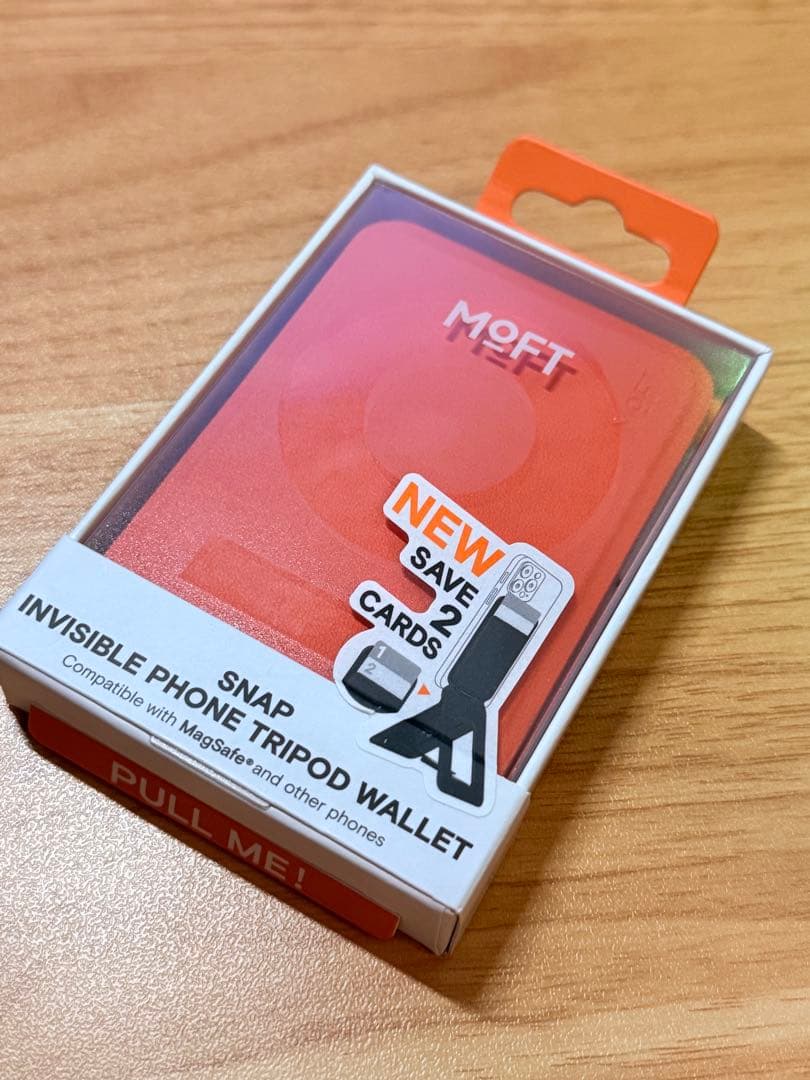 MOFT
NEW
SAVE
2
CARDS
1
2
SNAP
INVISIBLE PHONE TRIPOD WALLET
Compatible with MagSafe® and other phones
PULL ME!